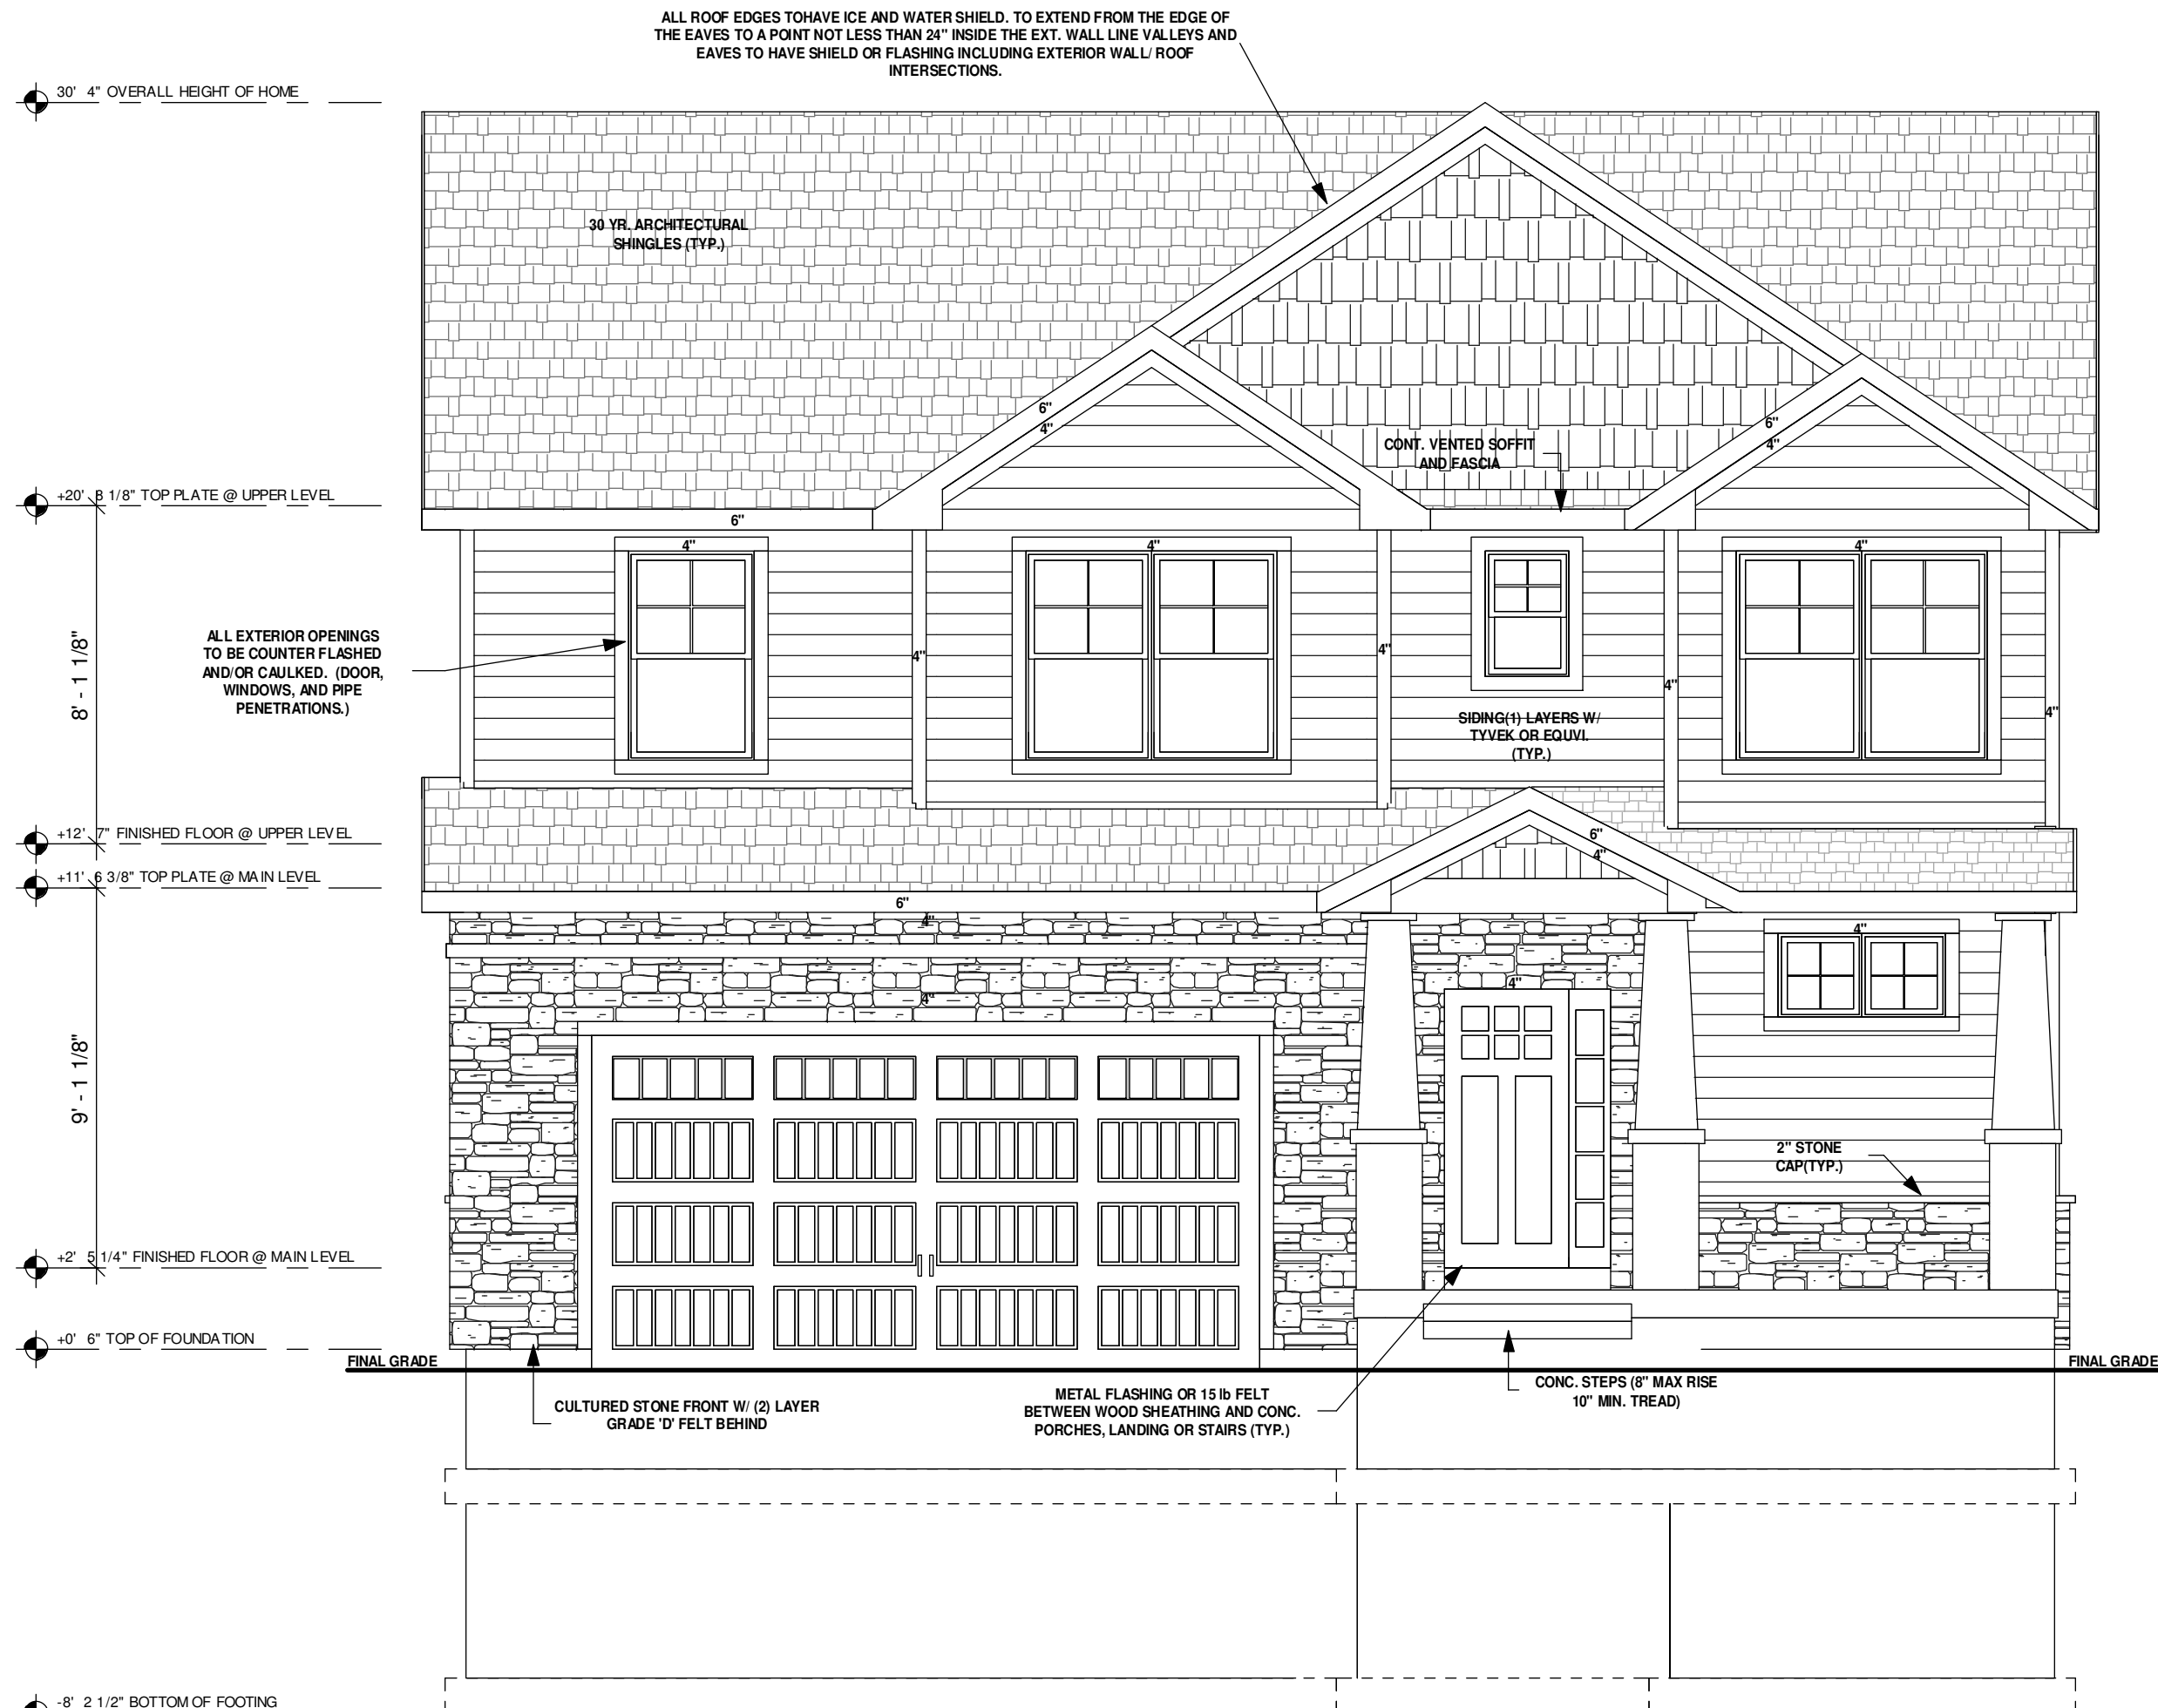 ALL ROOF EDGES TOHAVE ICE AND WATER SHIELD. TO EXTEND FROM THE EDGE OF
THE EAVES TO A POINT NOT LESS THAN 24" INSIDE THE EXT. WALL LINE VALLEYS AND
EAVES TO HAVE SHIELD OR FLASHING INCLUDING EXTERIOR WALL/ ROOF
INTERSECTIONS.
30' 4" OVERALL HEIGHT OF HOME
30 YR. ARCHITECTURAL
SHINGLES (TYP.)
6"
4"
6"
4"
CONT. VENTED SOFFIT
AND FASCIA
+20' 8 1/8" TOP PLATE @ UPPER LEVEL
6"
4"
4"
4"
8' - 1 1/8"
ALL EXTERIOR OPENINGS
TO BE COUNTER FLASHED
AND/OR CAULKED. (DOOR,
WINDOWS, AND PIPE
PENETRATIONS.)
4"
4"
4"
4"
SIDING(1) LAYERS W/
TYVEK OR EQUVI.
(TYP.)
+12' 7" FINISHED FLOOR @ UPPER LEVEL
6"
4"
+11' 6 3/8" TOP PLATE @ MAIN LEVEL
6"
4"
4"
4"
4"
9' - 1 1/8"
2" STONE
CAP(TYP.)
+2' 5 1/4" FINISHED FLOOR @ MAIN LEVEL
+0' 6" TOP OF FOUNDATION
FINAL GRADE
FINAL GRADE
CULTURED STONE FRONT W/ (2) LAYER
GRADE 'D' FELT BEHIND
METAL FLASHING OR 15 lb FELT
BETWEEN WOOD SHEATHING AND CONC.
PORCHES, LANDING OR STAIRS (TYP.)
CONC. STEPS (8" MAX RISE
10" MIN. TREAD)
-8' 2 1/2" BOTTOM OF FOOTING